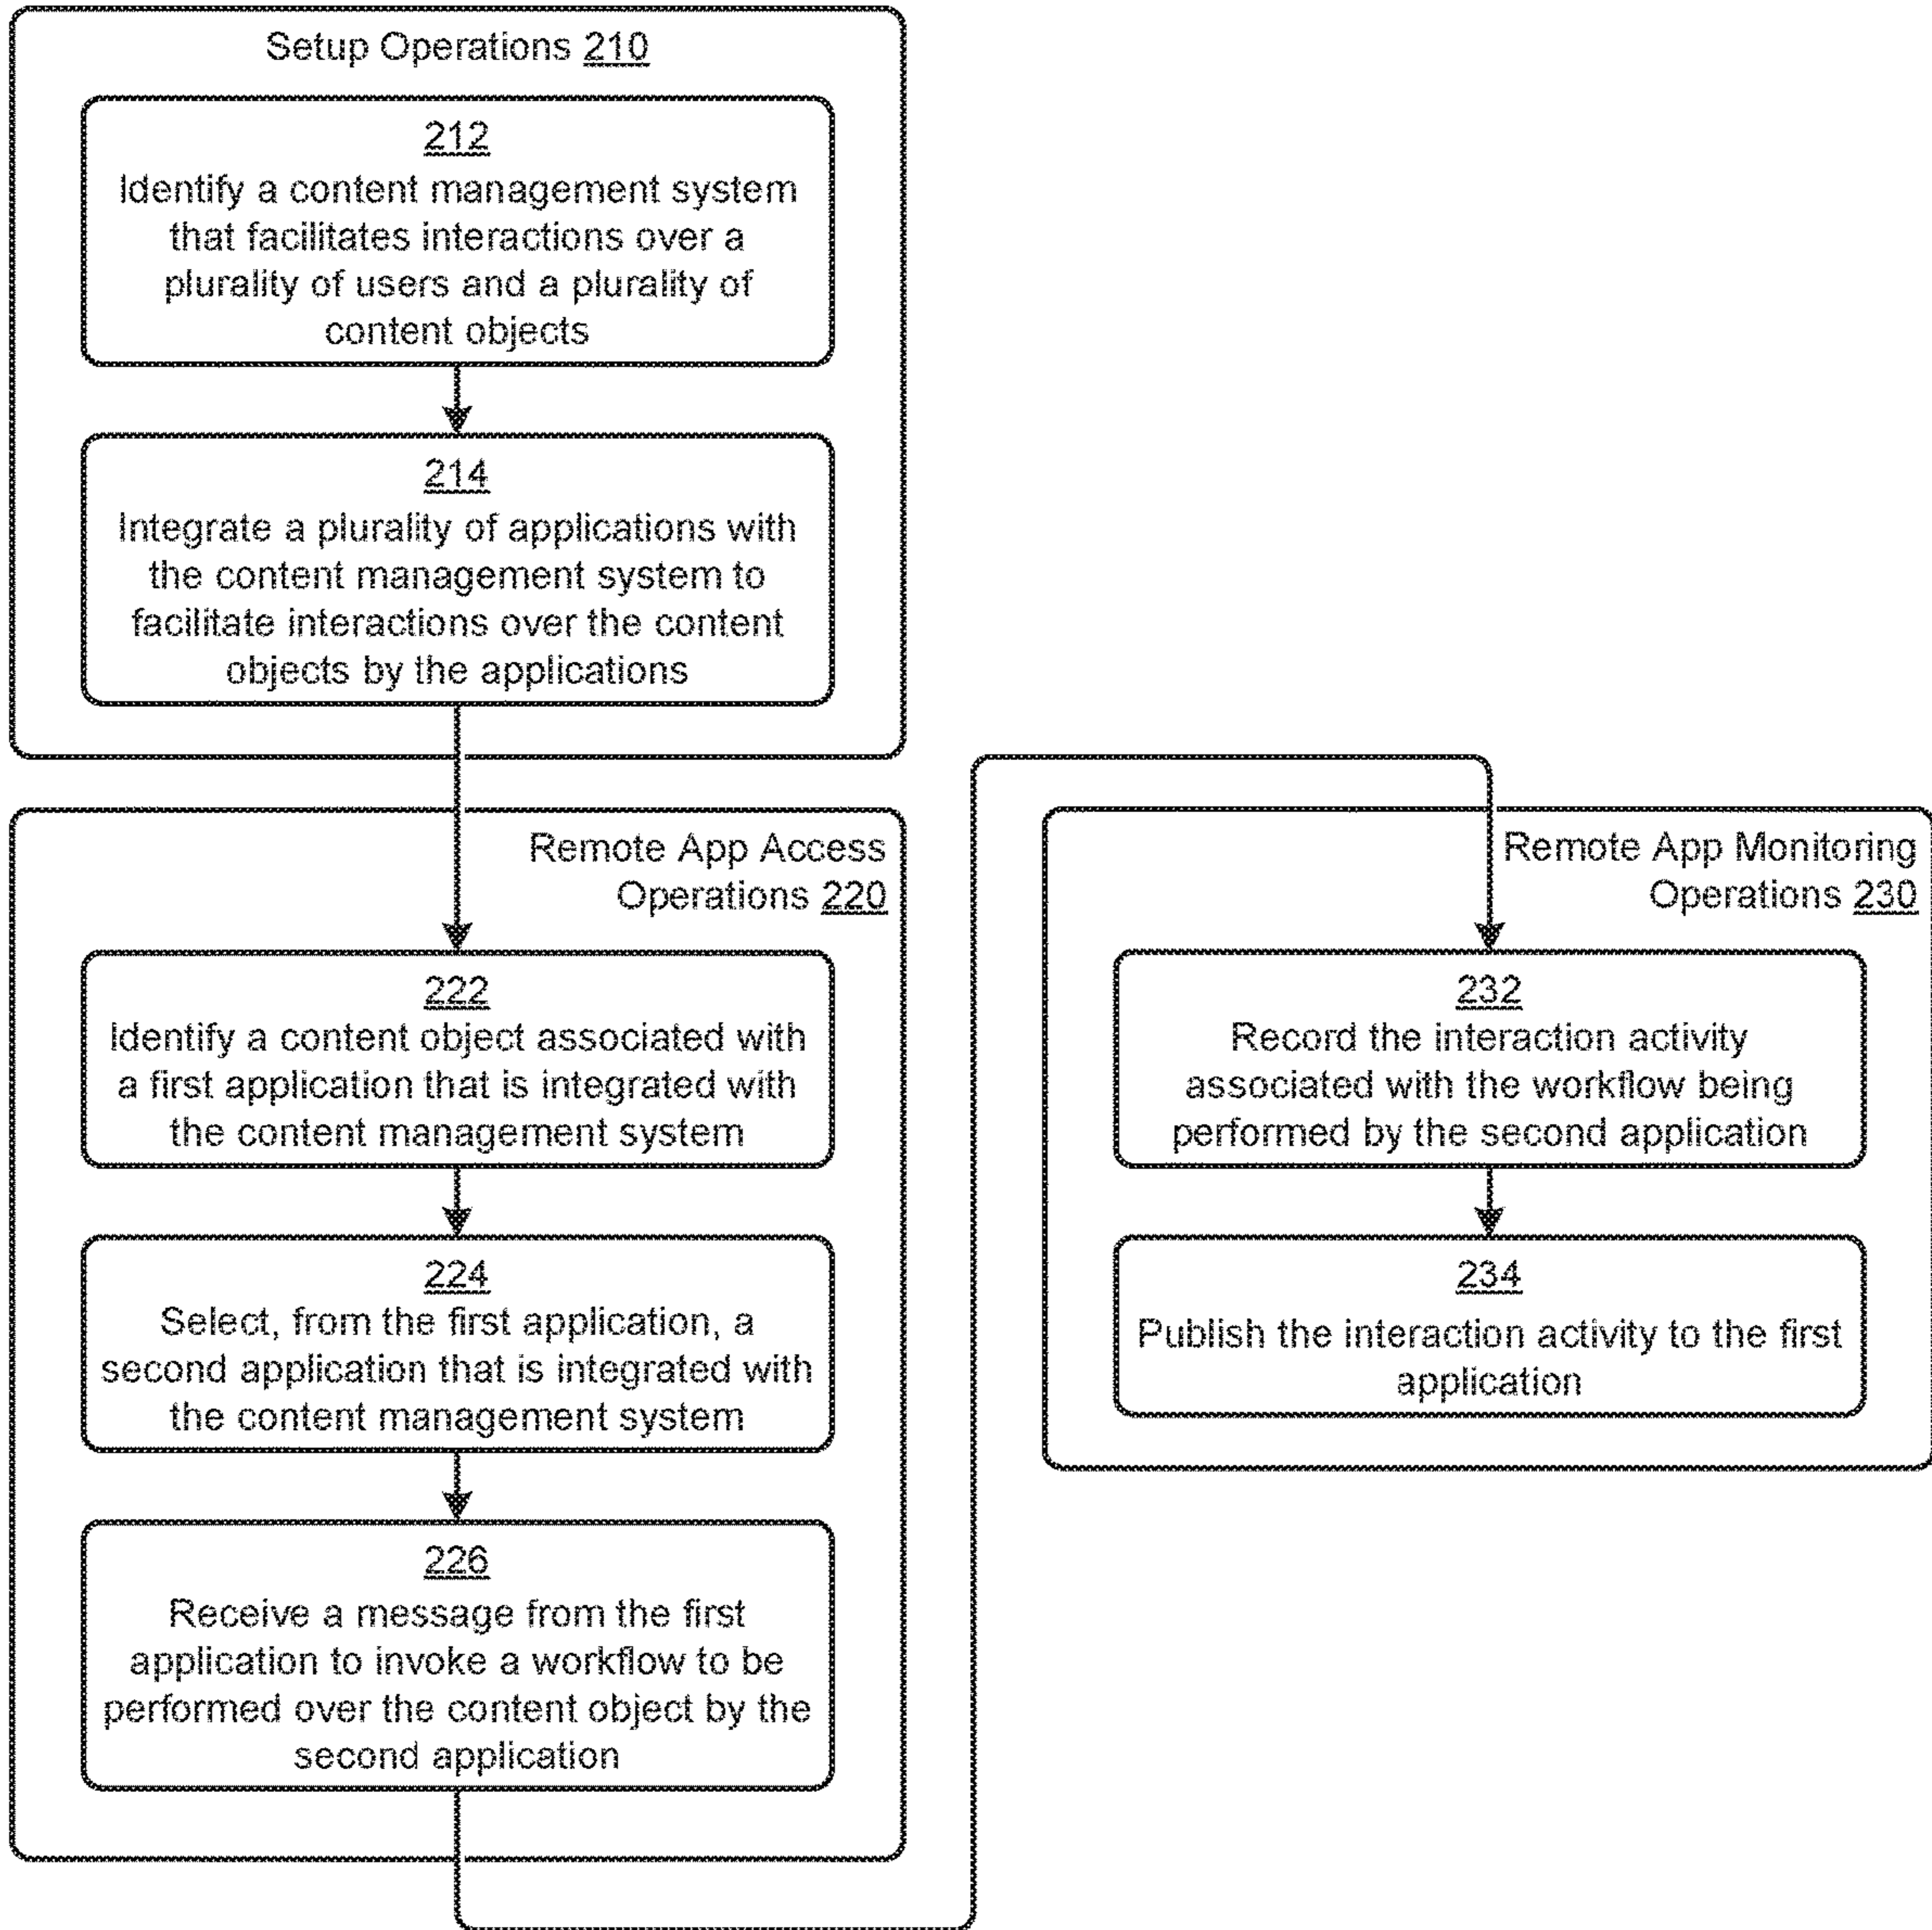 Setup Operations 210
212
Identify a content management system
that facilitates interactions over a
plurality of users and a plurality of
content objects
214
Integrate a plurality of applications with
the content management system to
facilitate interactions over the content
objects by the applications
Remote App Access
Operations 220
222
Identify a content object associated with
a first application that is integrated with
the content management system
224
Select, from the first application, a
second application that is integrated with
the content management system
226
Receive a message from the first
application to invoke a workflow to be
performed over the content object by the
second application
Remote App Monitoring
Operations 230
232
Record the interaction activity
associated with the workflow being
performed by the second application
234
Publish the interaction activity to the first
application